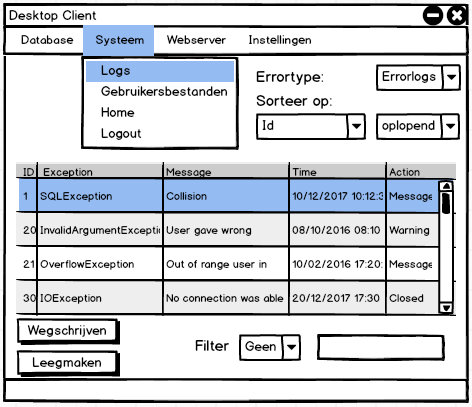 Desktop Client
Database Systeem Webserver Instellingen
Logs
Gebruikersbestanden
Home
Logout
Errortype: Errorlogs
Sorteer op:
Id oplopend
ID Exception Message Time Action
1 SQLException Collision 10/12/2017 10:12:3 Message
20 InvalidArgumentExcepti User gave wrong 08/10/2016 08:10 Warning
21 OverflowException Out of range user in 10/02/2016 17:20: Message
30 IOException No connection was able 20/12/2017 17:30 Closed
Wegschrijven
Leegmaken
Filter Geen